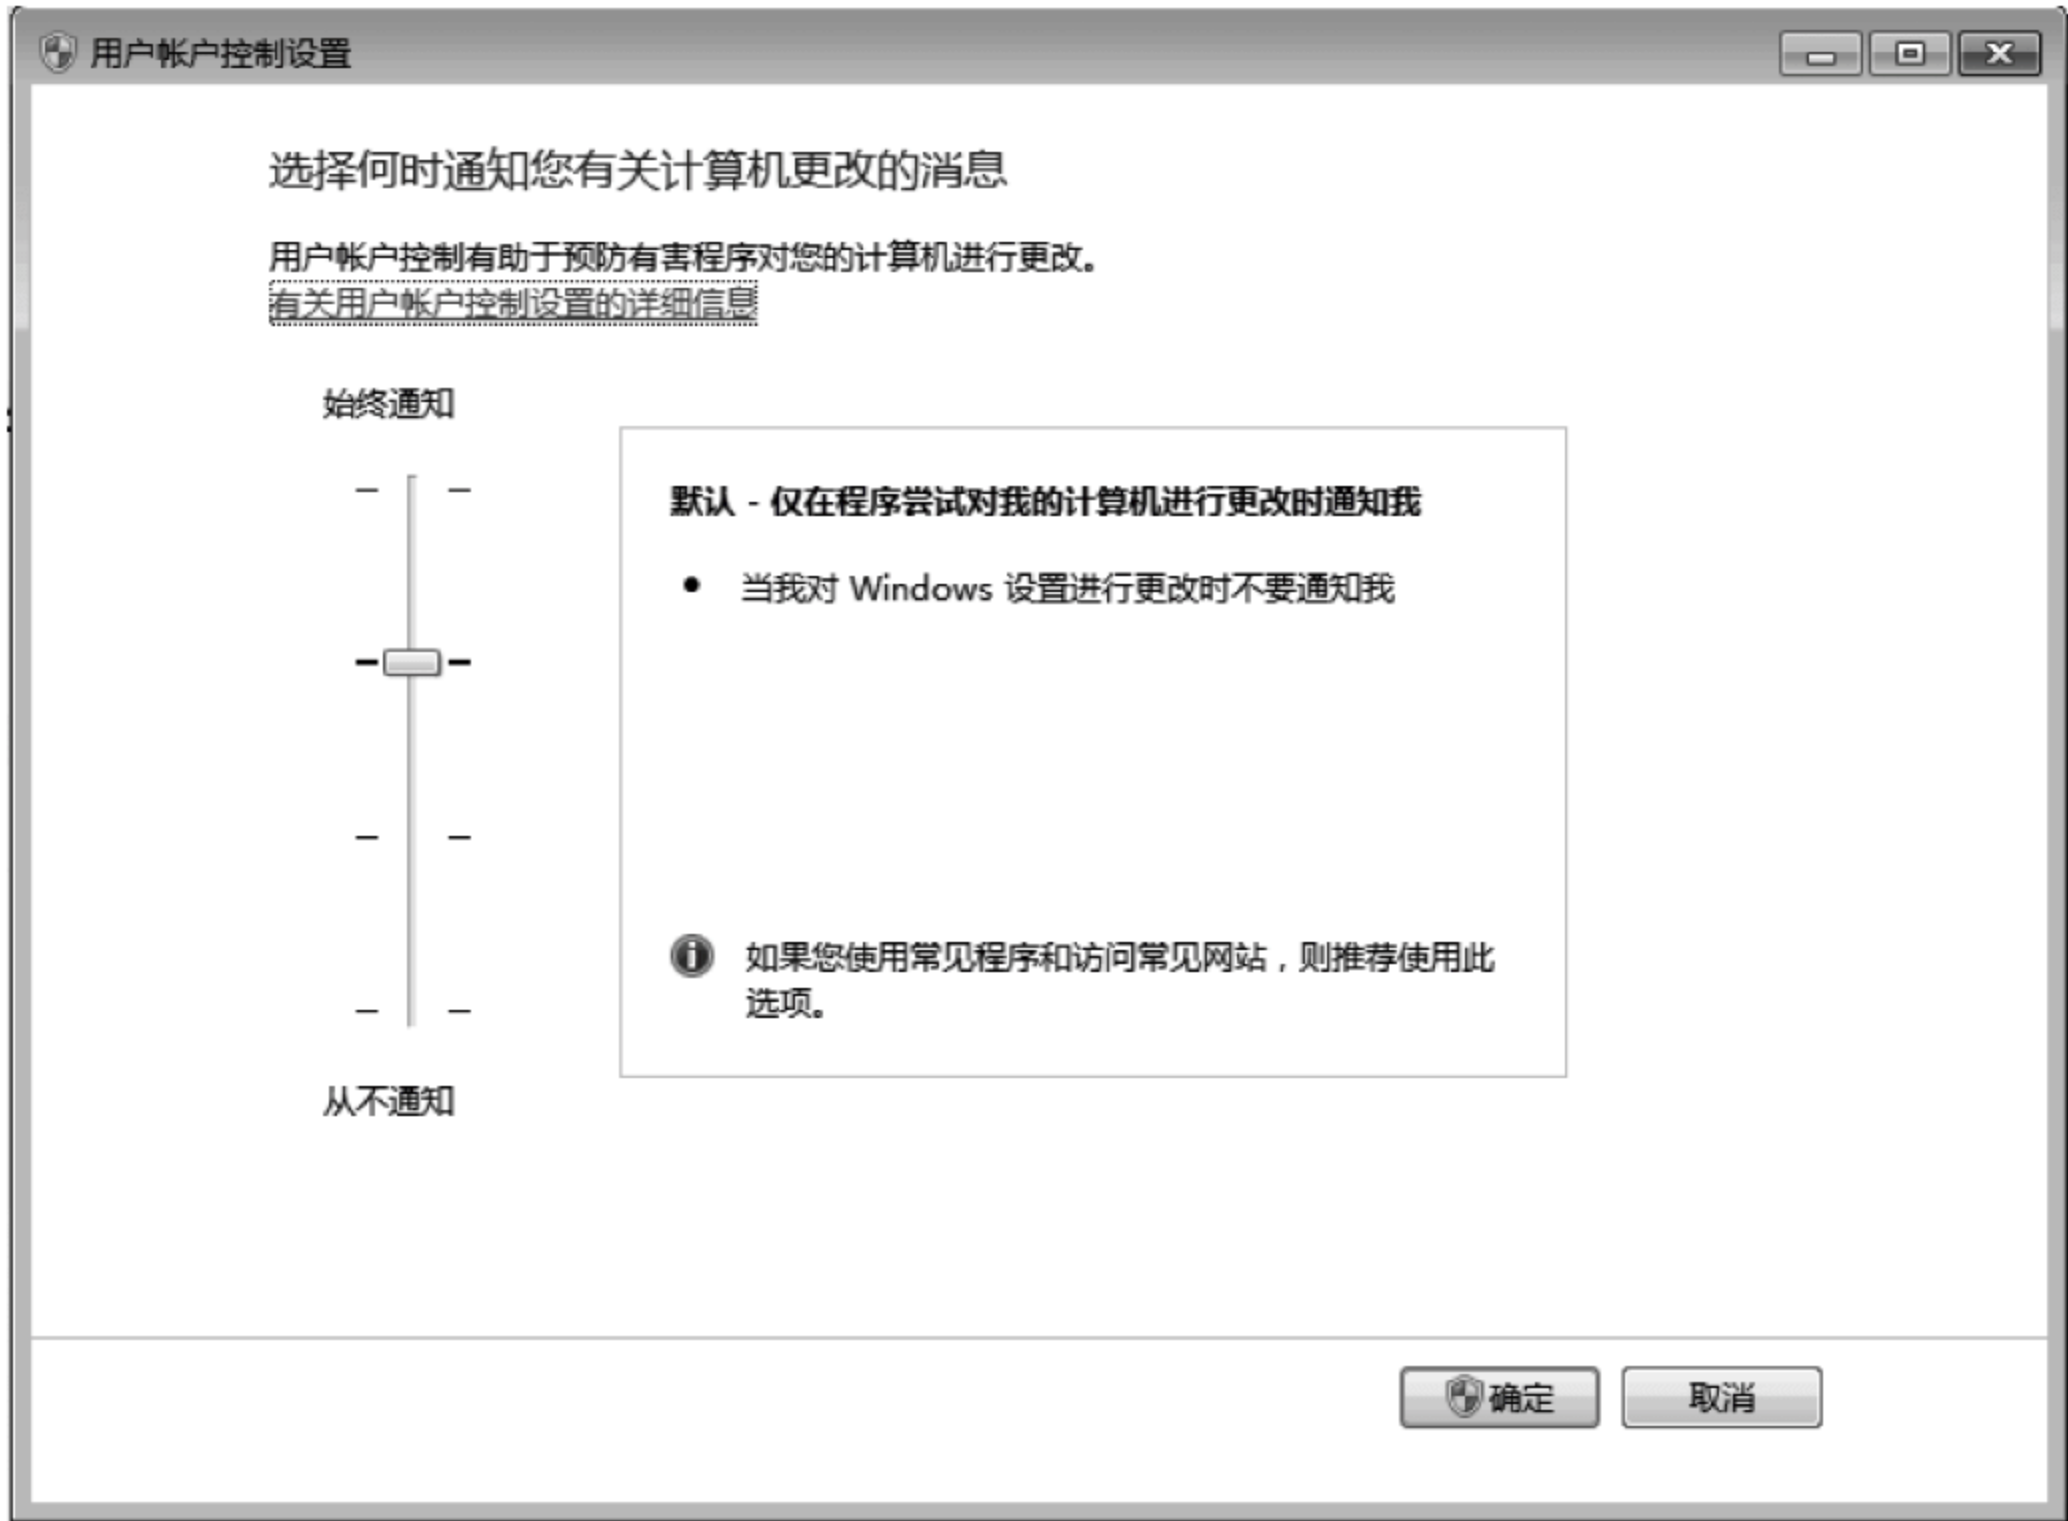 用户帐户控制设置
选择何时通知您有关计算机更改的消息
用户帐户控制有助于预防有害程序对您的计算机进行更改。
有关用户帐户控制设置的详细信息
始终通知
默认 - 仅在程序尝试对我的计算机进行更改时通知我
● 当我对 Windows 设置进行更改时不要通知我
如果您使用常见程序和访问常见网站，则推荐使用此
选项。
从不通知
确定
取消